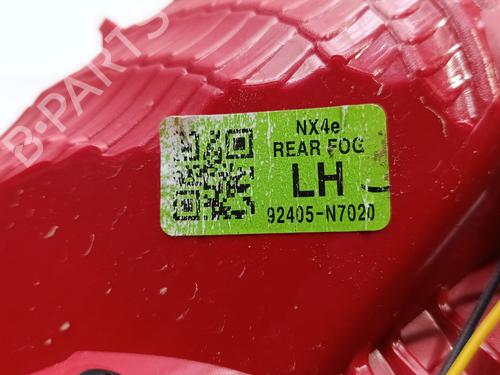 B-PARTS
NX4e
REAR FOG
LH
92405-N7020